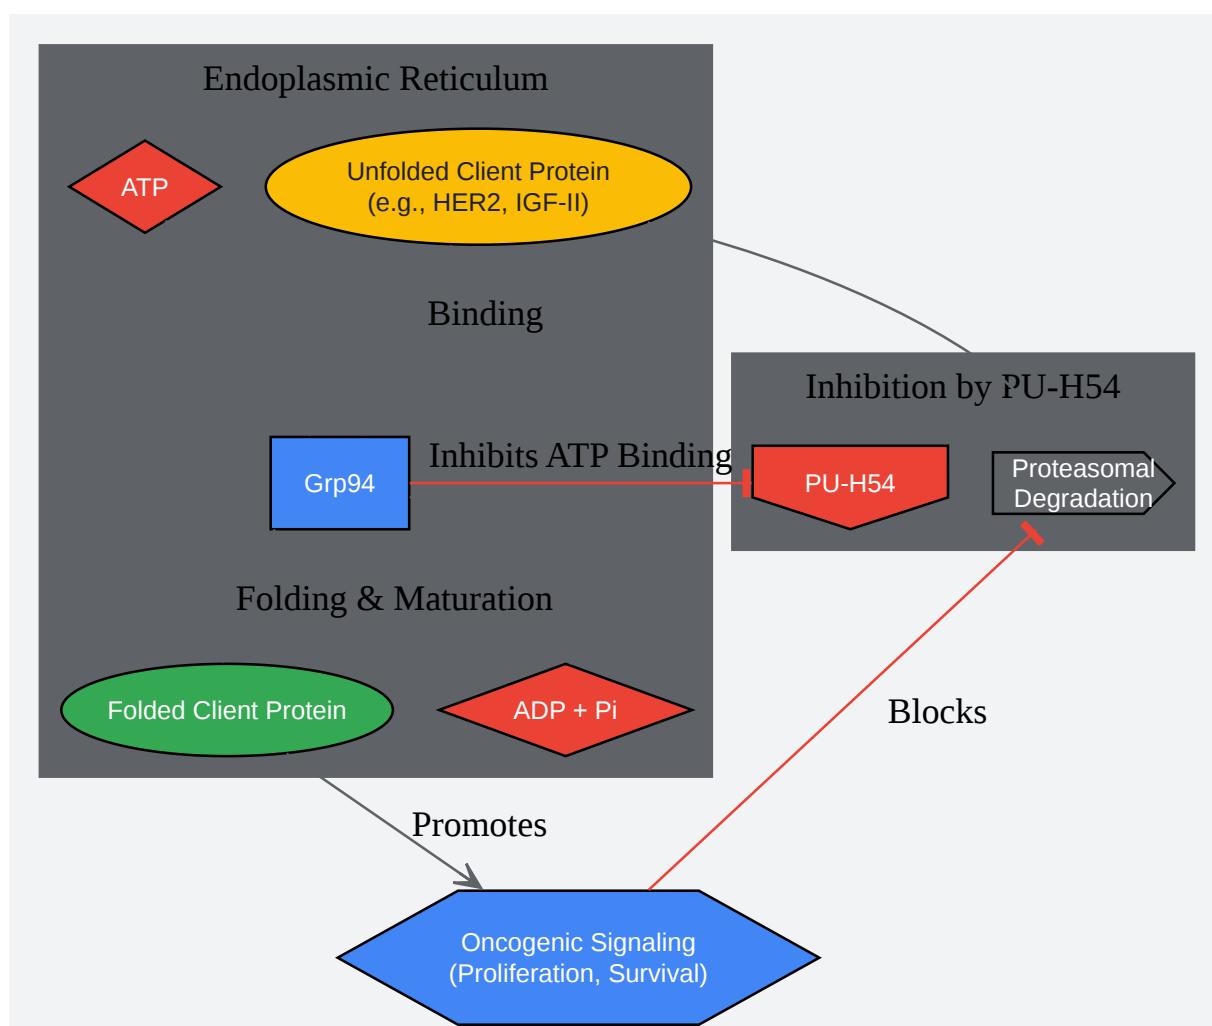 Endoplasmic Reticulum
ATP
Unfolded Client Protein
(e.g., HER2, IGF-II)
Binding
Inhibition by PU-H54
Grp94
Inhibits ATP Binding
PU-H54
Proteasomal
Degradation
Folding & Maturation
Folded Client Protein
ADP + Pi
Blocks
Promotes
Oncogenic Signaling
(Proliferation, Survival)